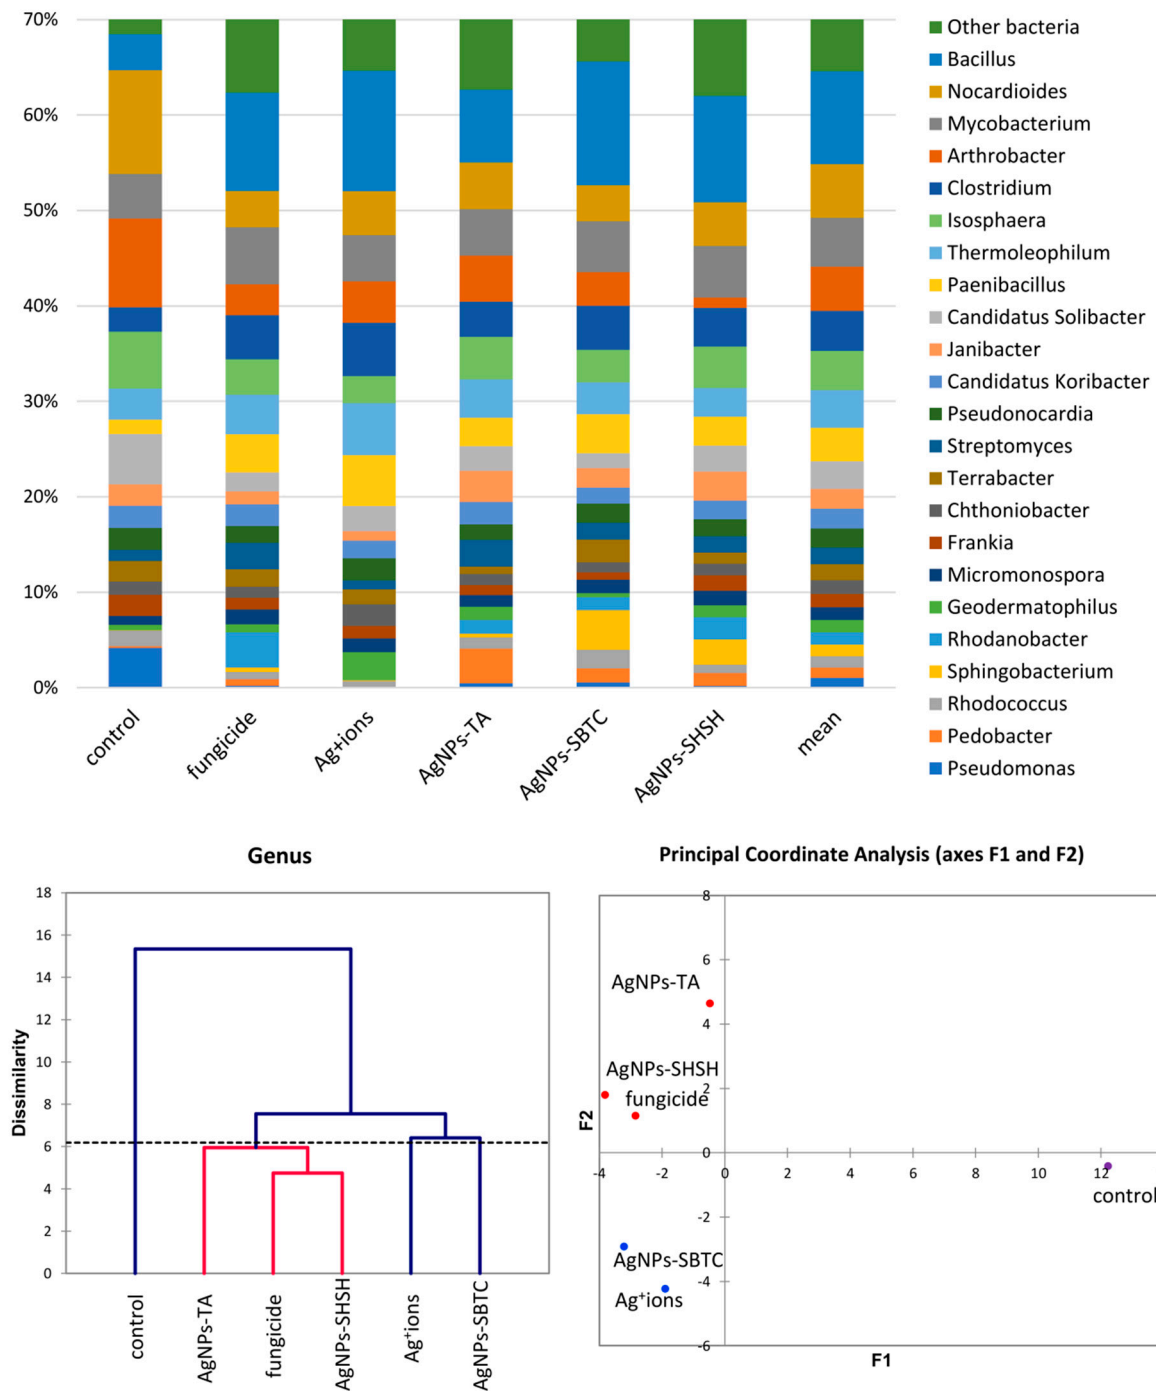 70%
60%
50%
40%
30%
20%
10%
0%
control
fungicide
Ag+ions
AgNPs-TA
AgNPs-SBTC
AgNPs-SHSH
mean
Other bacteria
Bacillus
Nocardioides
Mycobacterium
Arthrobacter
Clostridium
Isosphaera
Thermoleophilum
Paenibacillus
Candidatus Solibacter
Janibacter
Candidatus Koribacter
Pseudonocardia
Streptomyces
Terrabacter
Chthoniobacter
Frankia
Micromonospora
Geodermatophilus
Rhodanobacter
Sphingobacterium
Rhodococcus
Pedobacter
Pseudomonas
Genus
Dissimilarity
18
16
14
12
10
8
6
4
2
0
control
AgNPs-TA
fungicide
AgNPs-SHSH
Ag⁺ions
AgNPs-SBTC
Principal Coordinate Analysis (axes F1 and F2)
F2
8
6
4
2
0
-2
-4
-6
-4 -2 0 2 4 6 8 10 12
AgNPs-TA
AgNPs-SHSH
fungicide
control
AgNPs-SBTC
Ag⁺ions
F1